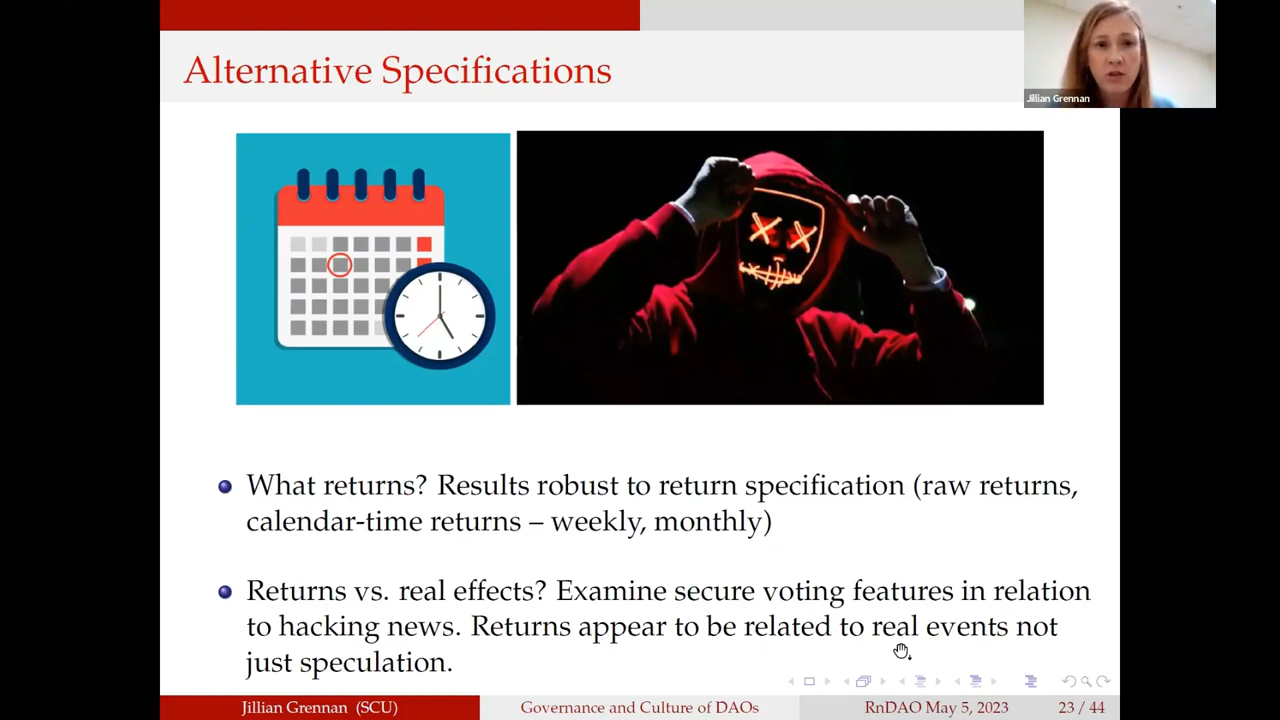 Alternative Specifications
Jillian Grennan
What returns? Results robust to return specification (raw returns,
calendar-time returns – weekly, monthly)
Returns vs. real effects? Examine secure voting features in relation
to hacking news. Returns appear to be related to real events not
just speculation.
Jillian Grennan (SCU) Governance and Culture of DAOs RnDAO May 5, 2023 23 / 44